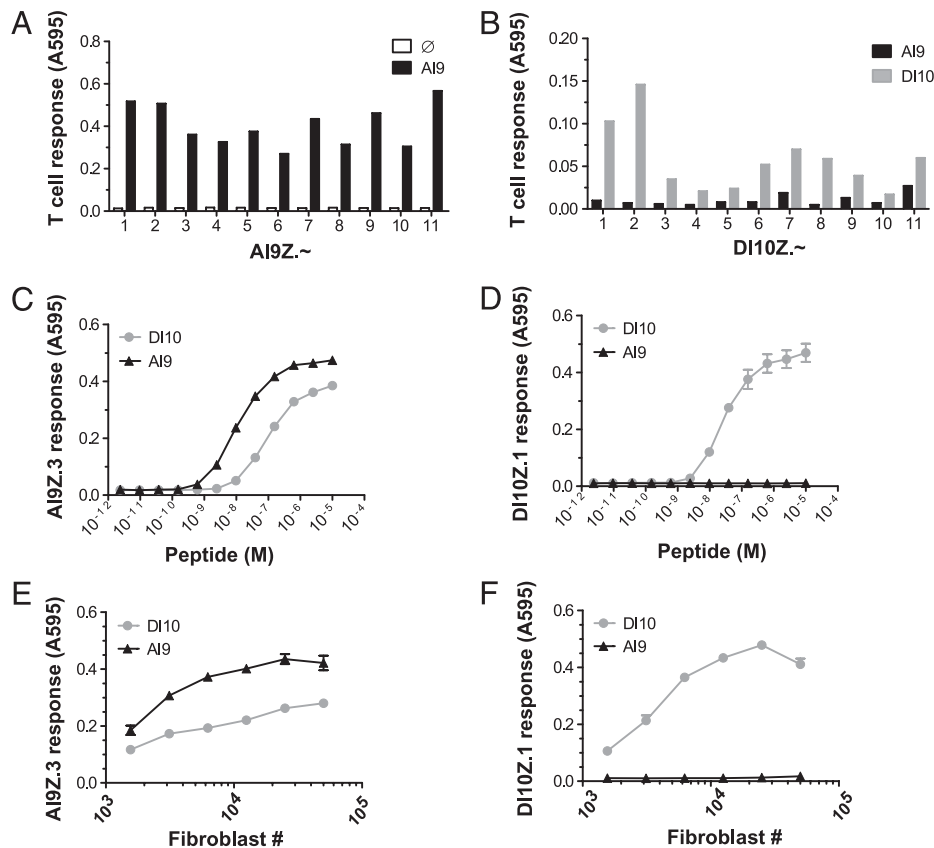 A
T cell response (A595)
0.8
0.6
0.4
0.2
0.0
∅
AI9
1 2 3 4 5 6 7 8 9 10 11
AI9Z.~
B
T cell response (A595)
0.20
0.15
0.10
0.05
0.00
AI9
DI10
1 2 3 4 5 6 7 8 9 10 11
DI10Z.~
C
AI9Z.3 response (A595)
0.6
0.4
0.2
0.0
DI10
AI9
10⁻¹² 10⁻¹¹ 10⁻¹⁰ 10⁻⁹ 10⁻⁸ 10⁻⁷ 10⁻⁶ 10⁻⁵ 10⁻⁴
Peptide (M)
D
DI10Z.1 response (A595)
0.6
0.4
0.2
0.0
DI10
AI9
10⁻¹² 10⁻¹¹ 10⁻¹⁰ 10⁻⁹ 10⁻⁸ 10⁻⁷ 10⁻⁶ 10⁻⁵ 10⁻⁴
Peptide (M)
E
AI9Z.3 response (A595)
0.6
0.4
0.2
0.0
DI10
AI9
10³ 10⁴ 10⁵
Fibroblast #
F
DI10Z.1 response (A595)
0.6
0.4
0.2
0.0
DI10
AI9
10³ 10⁴ 10⁵
Fibroblast #